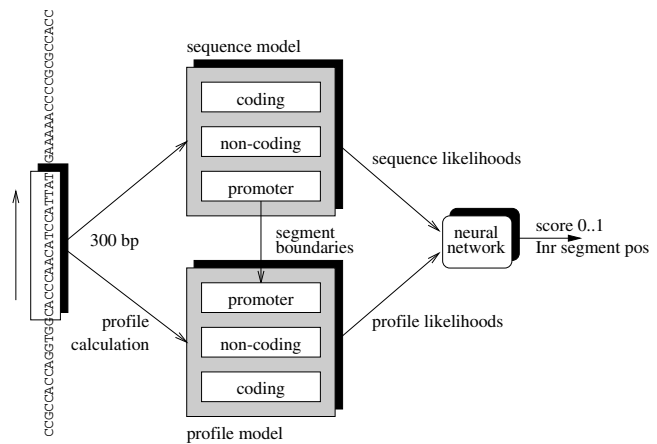 CCGCCACCAGGTGGCACCCAACATCCATTATGAAAAACCCCGCGCCACC
300 bp
profile
calculation
sequence model
coding
non-coding
promoter
segment
boundaries
promoter
non-coding
coding
profile model
sequence likelihoods
profile likelihoods
neural
network
score 0..1
Inr segment pos